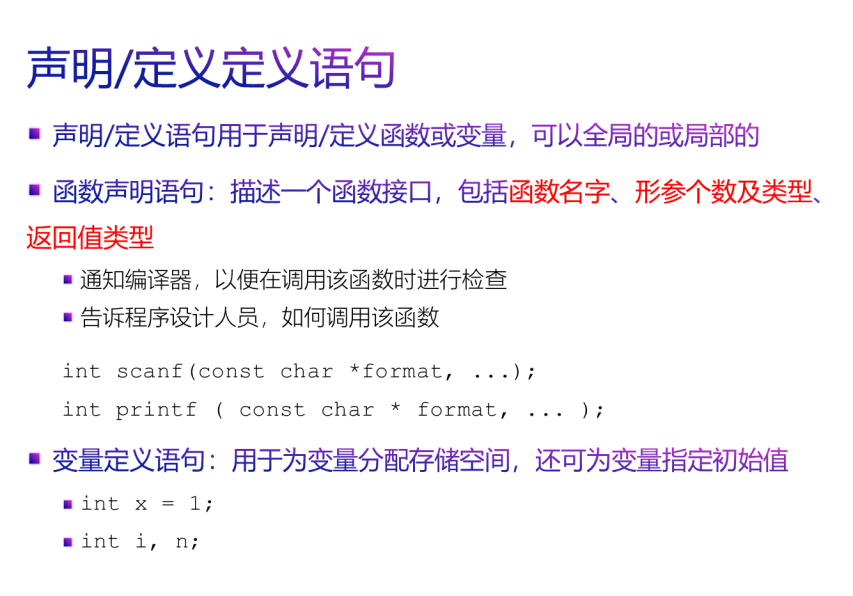 声明/定义定义语句
声明/定义语句用于声明/定义函数或变量，可以全局的或局部的
函数声明语句：描述一个函数接口，包括函数名字、形参个数及类型、
返回值类型
通知编译器，以便在调用该函数时进行检查
告诉程序设计人员，如何调用该函数
int scanf(const char *format, ...);
int printf ( const char * format, ... );
变量定义语句：用于为变量分配存储空间，还可为变量指定初始值
int x = 1;
int i, n;